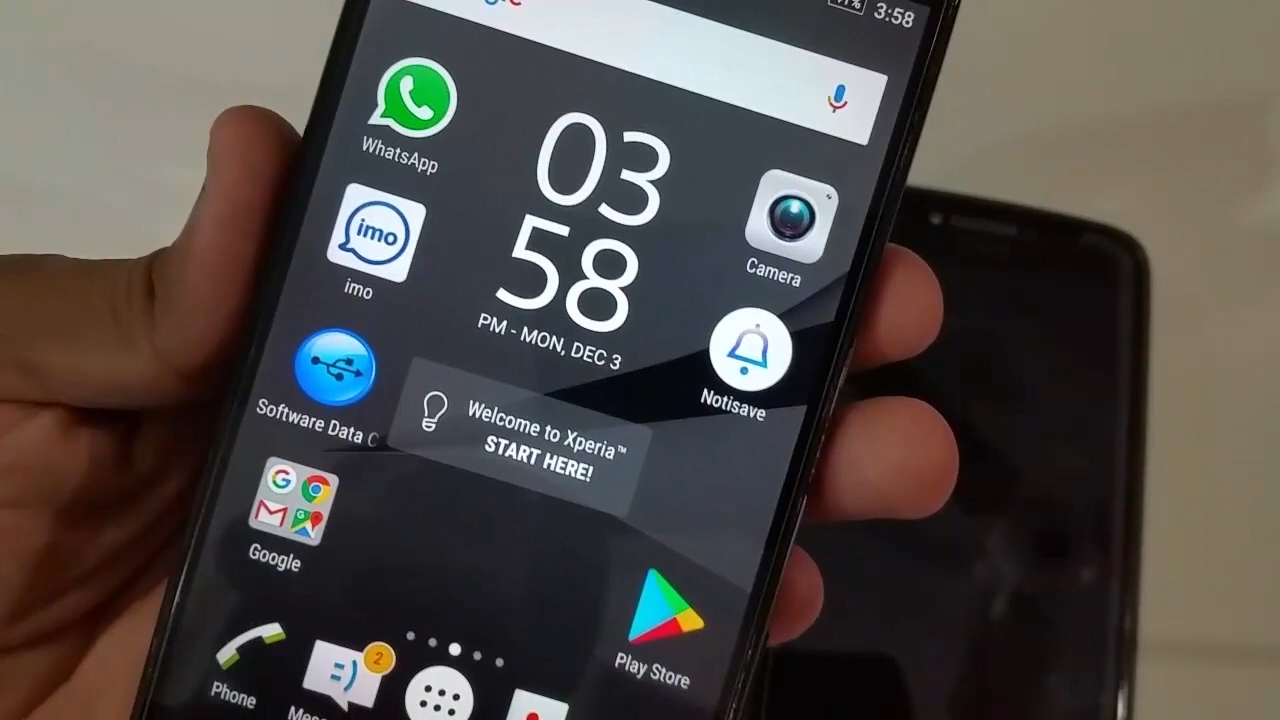 3:58
WhatsApp
03
58
PM - MON, DEC 3
imo
imo
Camera
Notisave
Software Data C
Welcome to Xperia™
START HERE!
Google
2
Phone
Play Store